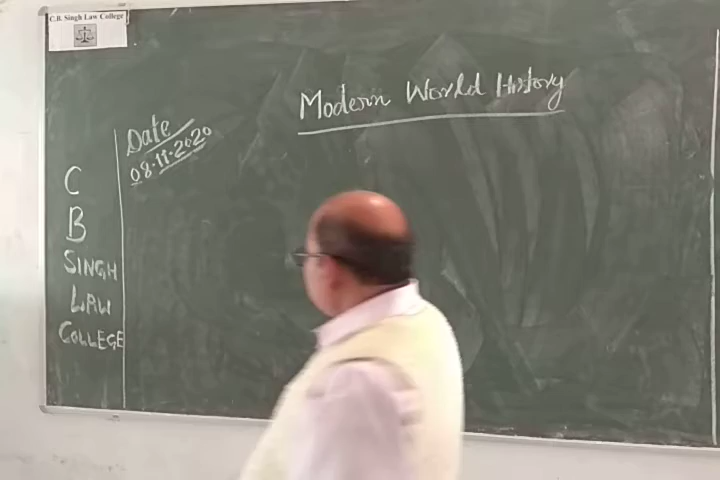 C.B. Singh Law College
Modern World History
Date
08.11.2020
C
B
SINGH
LAW
COLLEGE